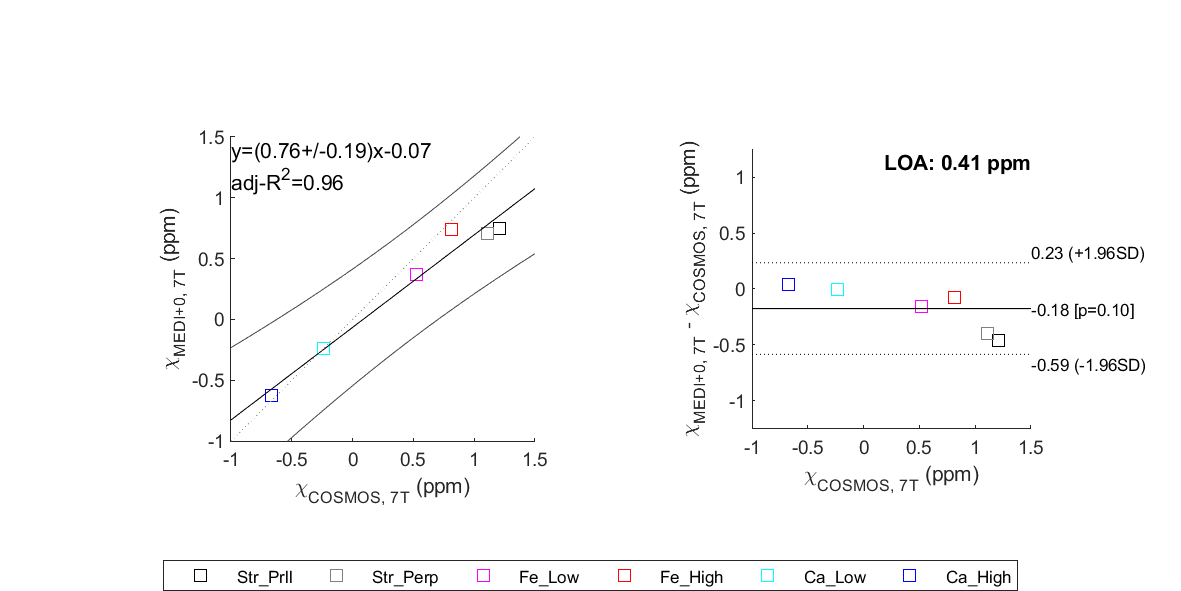 y=(0.76+/-0.19)x-0.07
adj-R²=0.96
1.5
1
0.5
0
-0.5
-1
χMEDI+0, 7T (ppm)
-1 -0.5 0 0.5 1 1.5
χCOSMOS, 7T (ppm)
LOA: 0.41 ppm
1
0.5
0
-0.5
-1
χMEDI+0, 7T - χCOSMOS, 7T (ppm)
0.23 (+1.96SD)
-0.18 [p=0.10]
-0.59 (-1.96SD)
-1 -0.5 0 0.5 1 1.5
χCOSMOS, 7T (ppm)
Str_Prll Str_Perp Fe_Low Fe_High Ca_Low Ca_High